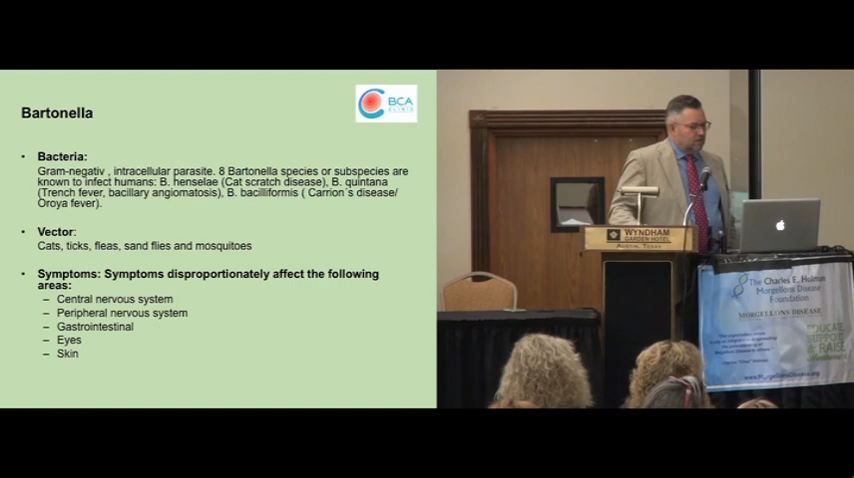 Bartonella
BCA
CLINIC
• Bacteria:
Gram-negativ , intracellular parasite. 8 Bartonella species or subspecies are
known to infect humans: B. henselae (Cat scratch disease), B. quintana
(Trench fever, bacillary angiomatosis), B. bacilliformis ( Carrion´s disease/
Oroya fever).
• Vector:
Cats, ticks, fleas, sand flies and mosquitoes
• Symptoms: Symptoms disproportionately affect the following
areas:
– Central nervous system
– Peripheral nervous system
– Gastrointestinal
– Eyes
– Skin
WYNDHAM
GARDEN HOTEL
AUSTIN, TEXAS
The Charles E. Holman
Morgellons Disease
Foundation
MORGELLONS DISEASE
EDUCATE,
SUPPORT
& RAISE
www.MorgellonsDisease.org